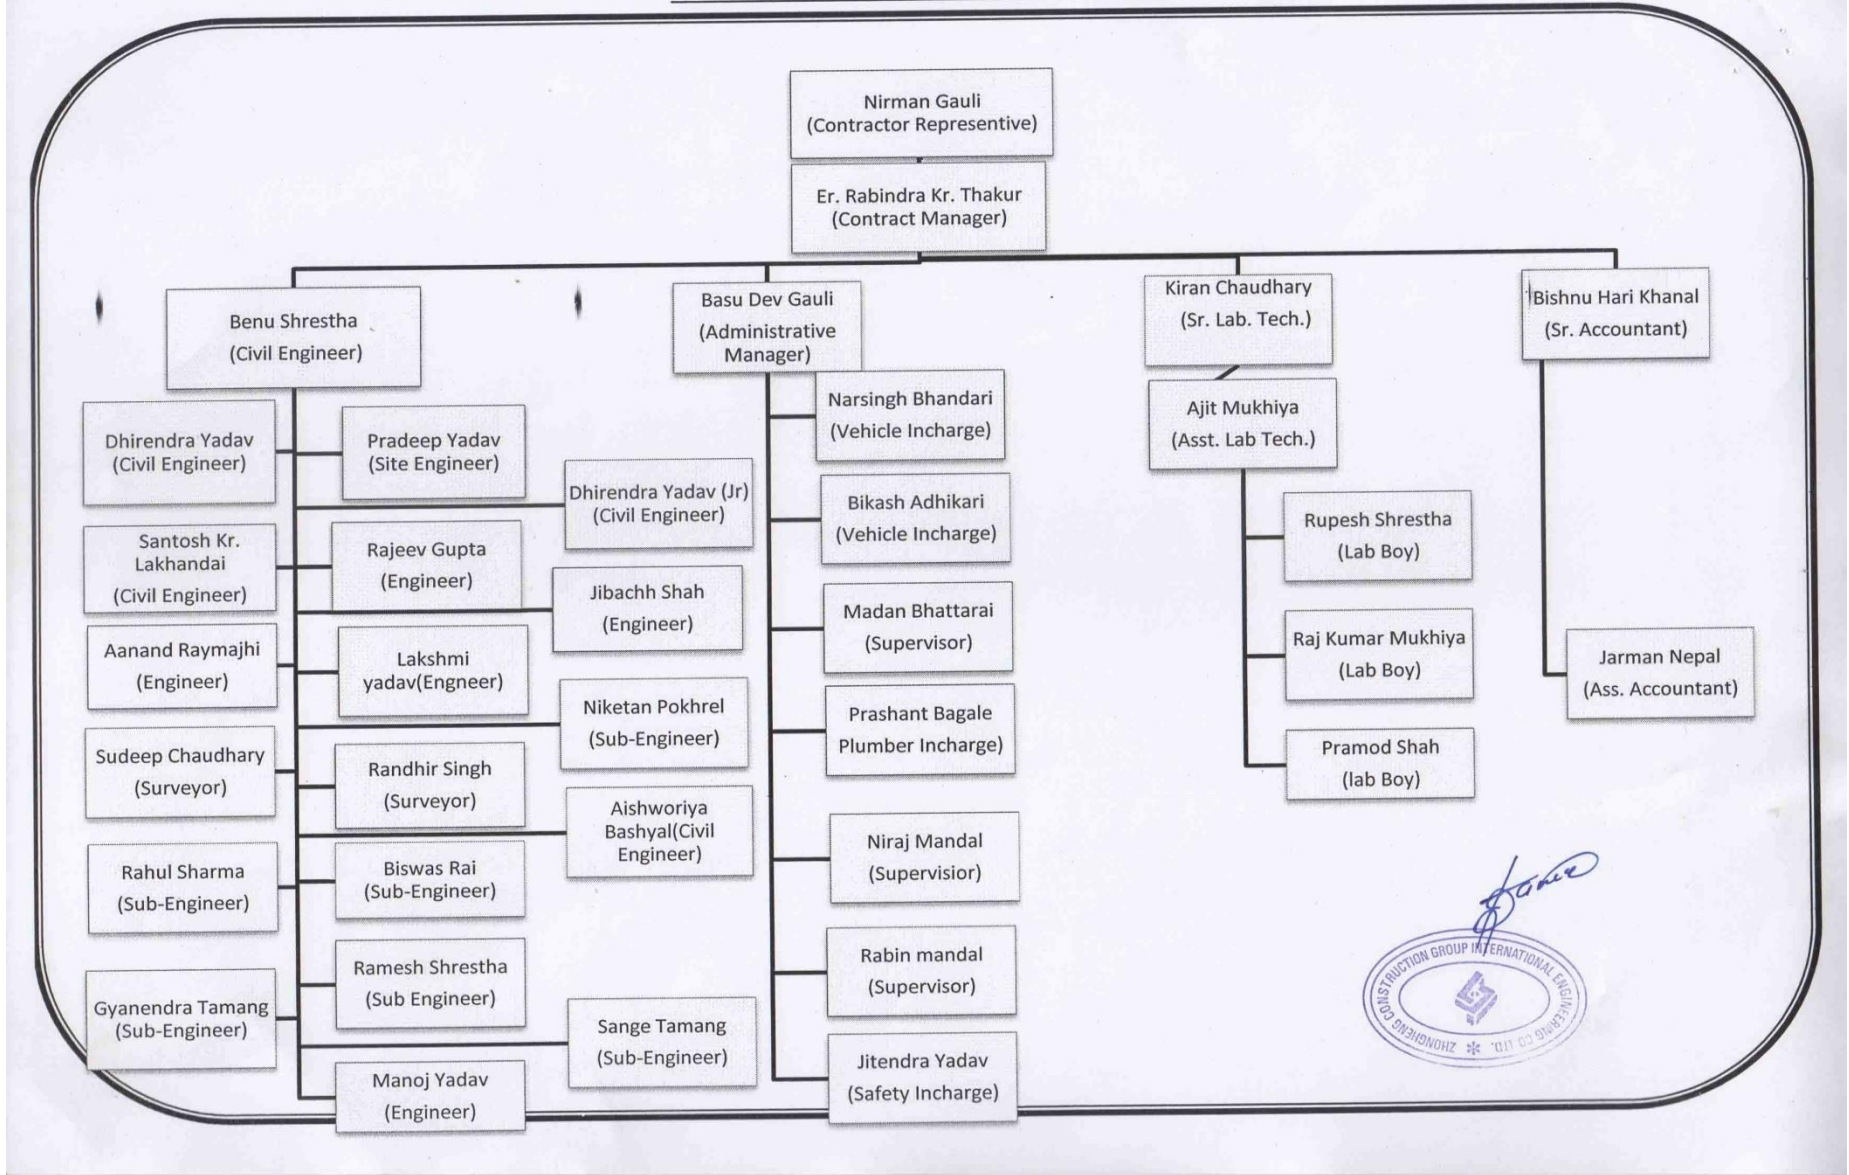 Nirman Gauli
(Contractor Representive)
Er. Rabindra Kr. Thakur
(Contract Manager)
Benu Shrestha
(Civil Engineer)
Dhirendra Yadav
(Civil Engineer)
Pradeep Yadav
(Site Engineer)
Dhirendra Yadav (Jr)
(Civil Engineer)
Santosh Kr.
Lakhandai
(Civil Engineer)
Rajeev Gupta
(Engineer)
Jibachh Shah
(Engineer)
Aanand Raymajhi
(Engineer)
Lakshmi
yadav(Engneer)
Niketan Pokhrel
(Sub-Engineer)
Sudeep Chaudhary
(Surveyor)
Randhir Singh
(Surveyor)
Aishworiya
Bashyal(Civil
Engineer)
Rahul Sharma
(Sub-Engineer)
Biswas Rai
(Sub-Engineer)
Ramesh Shrestha
(Sub Engineer)
Gyanendra Tamang
(Sub-Engineer)
Sange Tamang
(Sub-Engineer)
Manoj Yadav
(Engineer)
Basu Dev Gauli
(Administrative
Manager)
Narsingh Bhandari
(Vehicle Incharge)
Bikash Adhikari
(Vehicle Incharge)
Madan Bhattarai
(Supervisor)
Prashant Bagale
Plumber Incharge)
Niraj Mandal
(Supervisior)
Rabin mandal
(Supervisor)
Jitendra Yadav
(Safety Incharge)
Kiran Chaudhary
(Sr. Lab. Tech.)
Ajit Mukhiya
(Asst. Lab Tech.)
Rupesh Shrestha
(Lab Boy)
Raj Kumar Mukhiya
(Lab Boy)
Pramod Shah
(lab Boy)
Bishnu Hari Khanal
(Sr. Accountant)
Jarman Nepal
(Ass. Accountant)
ZHONGHENG CONSTRUCTION GROUP INTERNATIONAL ENGINEERING CO LTD.